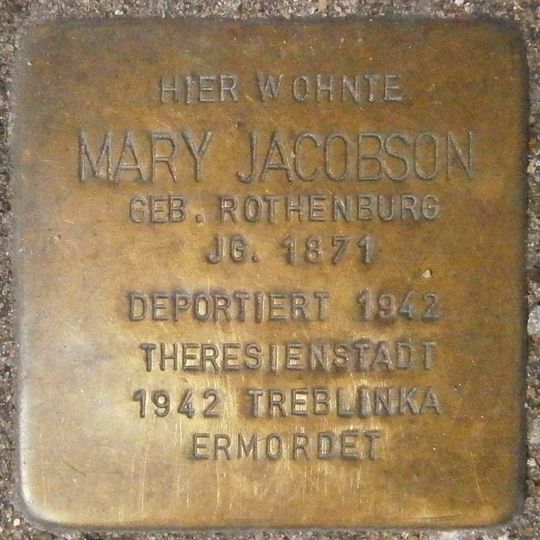 HIER WOHNTE
MARY JACOBSON
GEB. ROTHENBURG
JG. 1871
DEPORTIERT 1942
THERESIENSTADT
1942 TREBLINKA
ERMORDET